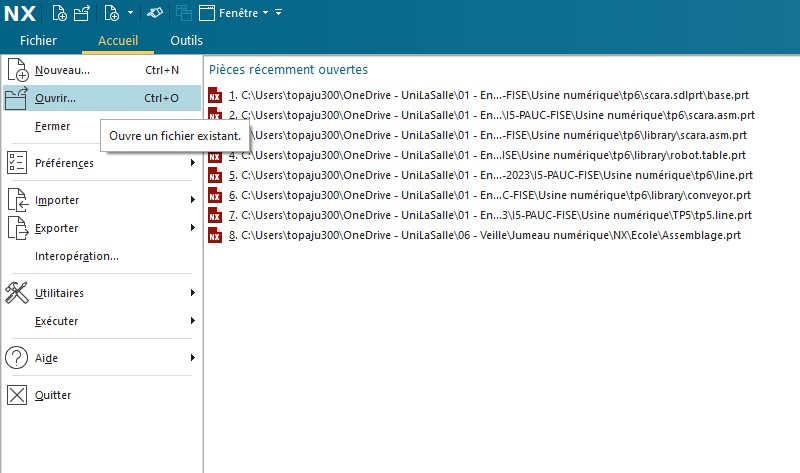 NX Fenêtre
Fichier Accueil Outils
Nouveau... Ctrl+N
Ouvrir... Ctrl+O
Ouvre un fichier existant.
Fermer
Préférences
Importer
Exporter
Interopération...
Utilitaires
Exécuter
Aide
Quitter
Pièces récemment ouvertes
1. C:\Users\topaju300\OneDrive - UniLaSalle\01 - En...-FISE\Usine numérique\tp6\scara.sdlprt\base.prt
2. C:\Users\topaju300\OneDrive - UniLaSalle\01 - En...\I5-PAUC-FISE\Usine numérique\tp6\scara.asm.prt
C:\Users\topaju300\OneDrive - UniLaSalle\01 - En...-FISE\Usine numérique\tp6\library\scara.asm.prt
4. C:\Users\topaju300\OneDrive - UniLaSalle\01 - En...ISE\Usine numérique\tp6\library\robot.table.prt
5. C:\Users\topaju300\OneDrive - UniLaSalle\01 - En...-2023\I5-PAUC-FISE\Usine numérique\tp6\line.prt
6. C:\Users\topaju300\OneDrive - UniLaSalle\01 - En...C-FISE\Usine numérique\tp6\library\conveyor.prt
7. C:\Users\topaju300\OneDrive - UniLaSalle\01 - En...3\I5-PAUC-FISE\Usine numérique\TP5\tp5.line.prt
8. C:\Users\topaju300\OneDrive - UniLaSalle\06 - Veille\Jumeau numérique\NX\Ecole\Assemblage.prt